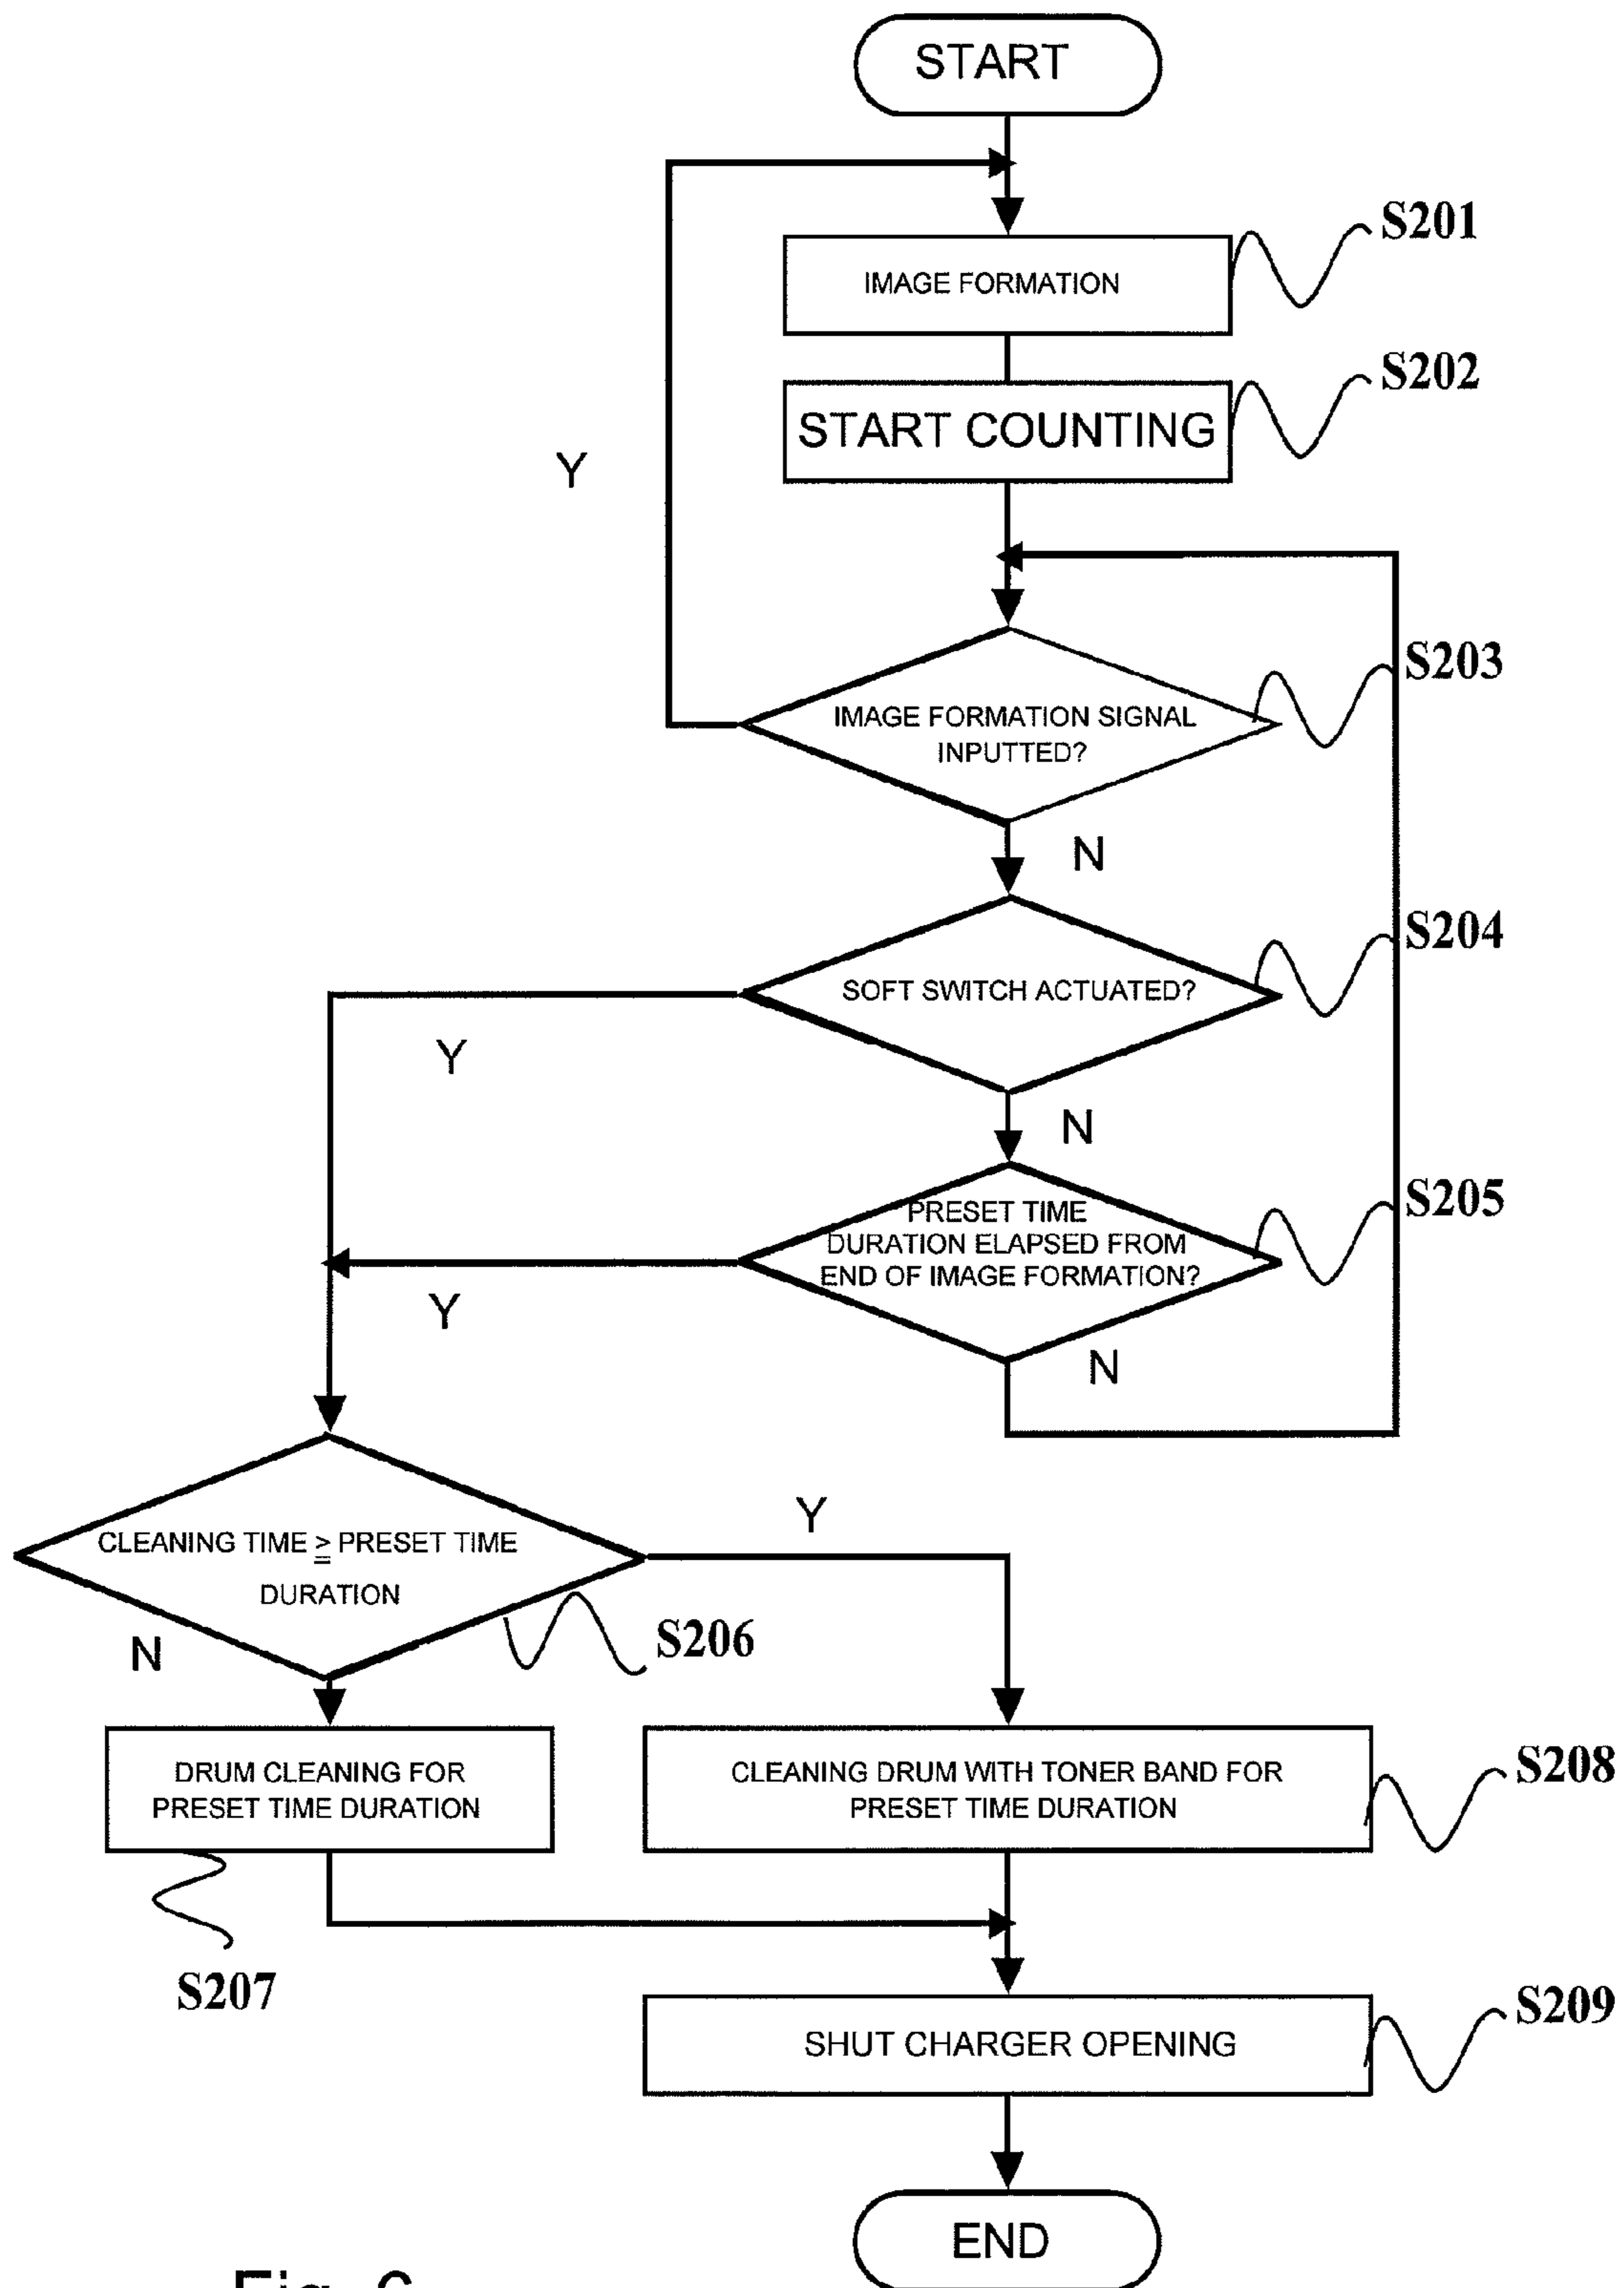 START
IMAGE FORMATION
S201
START COUNTING
S202
Y
IMAGE FORMATION SIGNAL
INPUTTED?
S203
N
SOFT SWITCH ACTUATED?
S204
Y
N
PRESET TIME
DURATION ELAPSED FROM
END OF IMAGE FORMATION?
S205
Y
N
CLEANING TIME ≧ PRESET TIME
DURATION
Y
N
S206
DRUM CLEANING FOR
PRESET TIME DURATION
S207
CLEANING DRUM WITH TONER BAND FOR
PRESET TIME DURATION
S208
SHUT CHARGER OPENING
S209
END